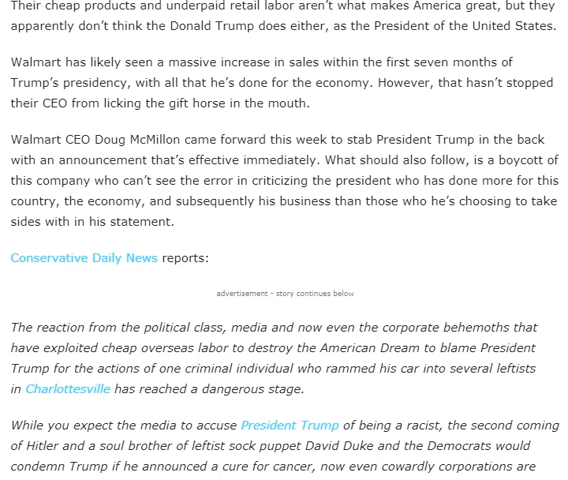 Their cheap products and underpaid retail labor aren’t what makes America great, but they
apparently don’t think the Donald Trump does either, as the President of the United States.
Walmart has likely seen a massive increase in sales within the first seven months of
Trump’s presidency, with all that he’s done for the economy. However, that hasn’t stopped
their CEO from licking the gift horse in the mouth.
Walmart CEO Doug McMillon came forward this week to stab President Trump in the back
with an announcement that’s effective immediately. What should also follow, is a boycott of
this company who can’t see the error in criticizing the president who has done more for this
country, the economy, and subsequently his business than those who he’s choosing to take
sides with in his statement.
Conservative Daily News reports:
advertisement - story continues below
The reaction from the political class, media and now even the corporate behemoths that
have exploited cheap overseas labor to destroy the American Dream to blame President
Trump for the actions of one criminal individual who rammed his car into several leftists
in Charlottesville has reached a dangerous stage.
While you expect the media to accuse President Trump of being a racist, the second coming
of Hitler and a soul brother of leftist sock puppet David Duke and the Democrats would
condemn Trump if he announced a cure for cancer, now even cowardly corporations are